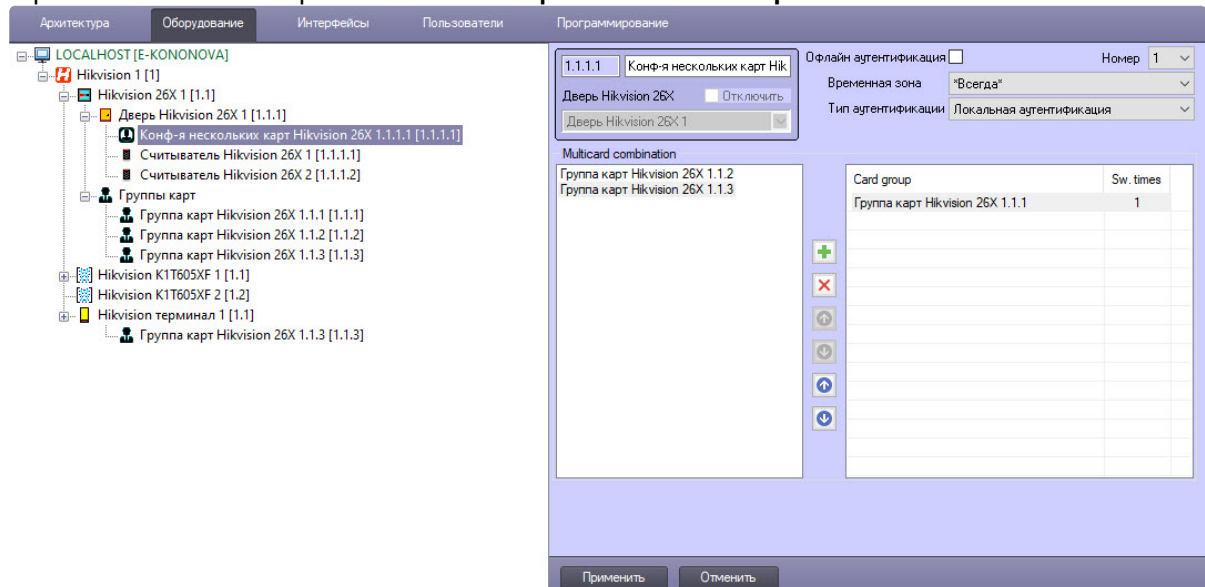 Архитектура Оборудование Интерфейсы Пользователи Программирование
LOCALHOST [E-KONONOVA]
Hikvision 1 [1]
Hikvision 26X 1 [1.1]
Дверь Hikvision 26X 1 [1.1.1]
Конф-я нескольких карт Hikvision 26X 1.1.1.1 [1.1.1.1]
Считыватель Hikvision 26X 1 [1.1.1.1]
Считыватель Hikvision 26X 2 [1.1.1.2]
Группы карт
Группа карт Hikvision 26X 1.1.1 [1.1.1]
Группа карт Hikvision 26X 1.1.2 [1.1.2]
Группа карт Hikvision 26X 1.1.3 [1.1.3]
Hikvision K1T605XF 1 [1.1]
Hikvision K1T605XF 2 [1.2]
Hikvision терминал 1 [1.1]
Группа карт Hikvision 26X 1.1.3 [1.1.3]
1.1.1.1 Конф-я нескольких карт Hik
Дверь Hikvision 26X Отключить
Дверь Hikvision 26X 1
Офлайн аутентификация Номер 1
Временная зона "Всегда"
Тип аутентификации Локальная аутентификация
Multicard combination
Группа карт Hikvision 26X 1.1.2
Группа карт Hikvision 26X 1.1.3
Card group Sw. times
Группа карт Hikvision 26X 1.1.1 1
Применить Отменить